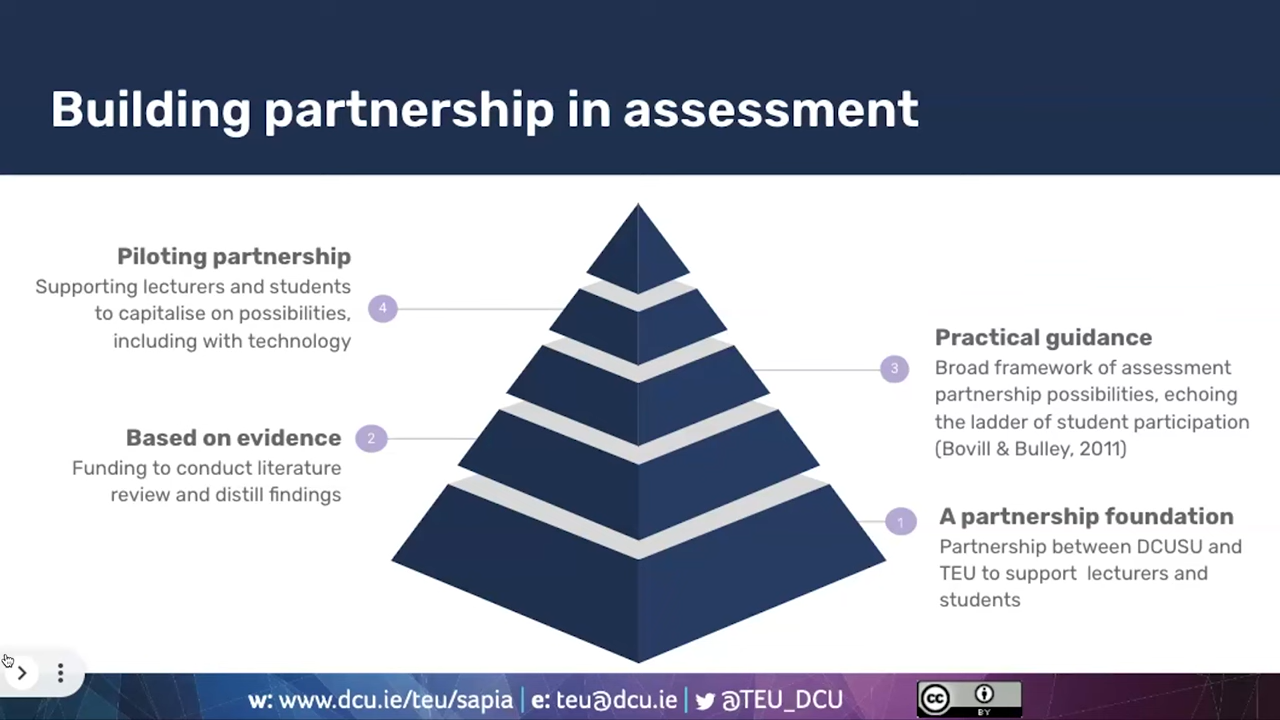 Building partnership in assessment
Piloting partnership
Supporting lecturers and students
to capitalise on possibilities,
including with technology
4
Practical guidance
Broad framework of assessment
partnership possibilities, echoing
the ladder of student participation
(Bovill & Bulley, 2011)
3
Based on evidence
Funding to conduct literature
review and distill findings
2
A partnership foundation
Partnership between DCUSU and
TEU to support  lecturers and
students
1
w: www.dcu.ie/teu/sapia | e: teu@dcu.ie | @TEU_DCU
cc
BY